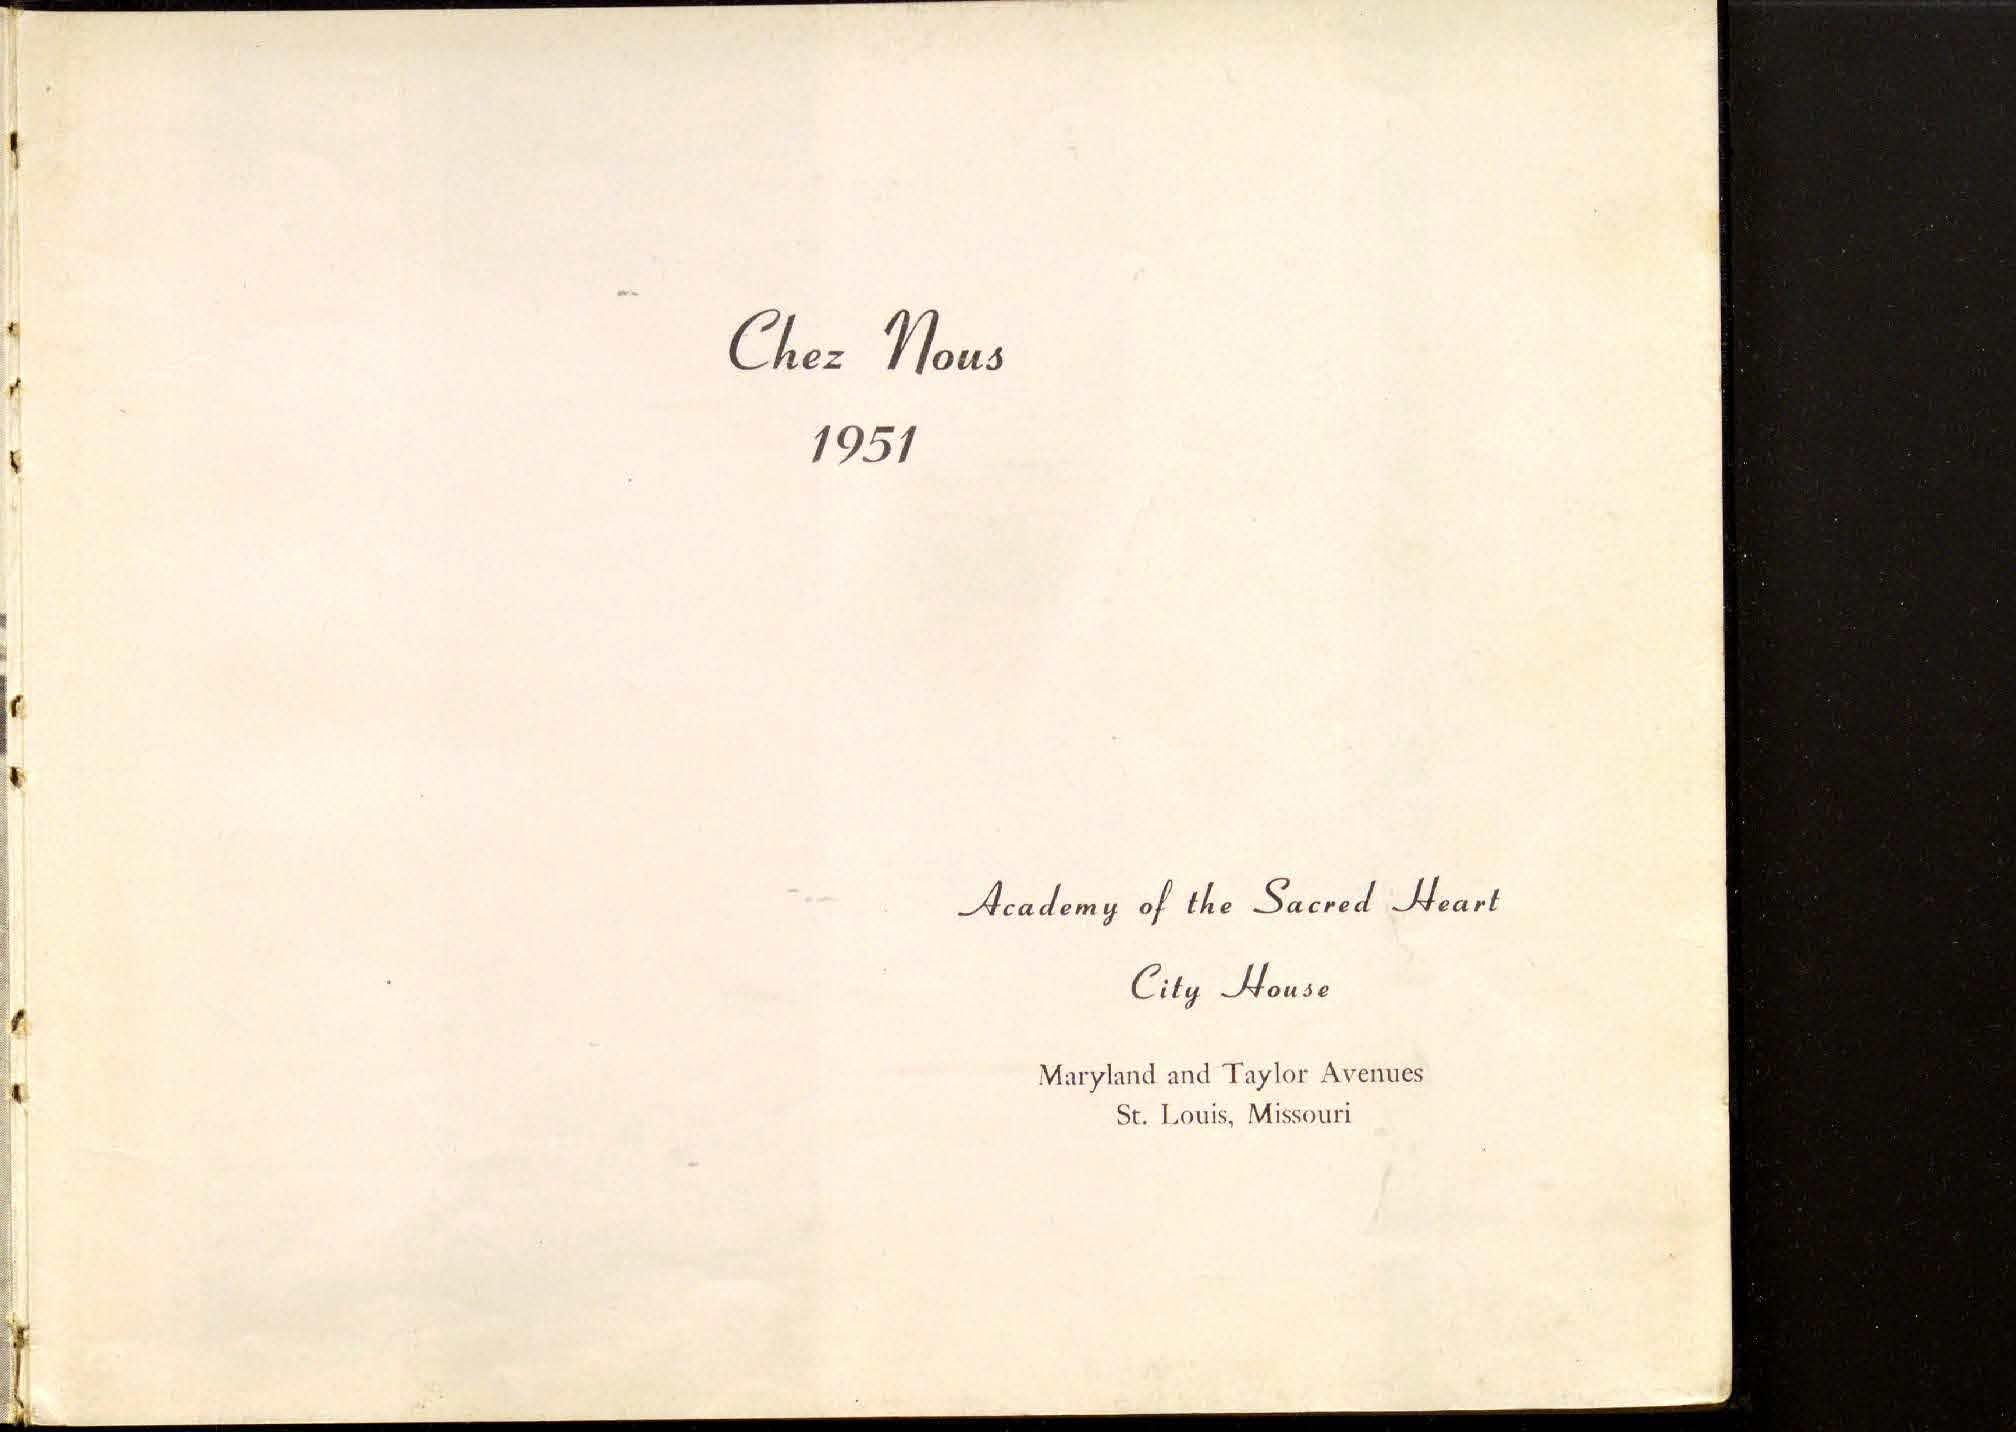 Chez Nous
1951
Academy of the Sacred Heart
City House
Maryland and Taylor Avenues
St. Louis, Missouri